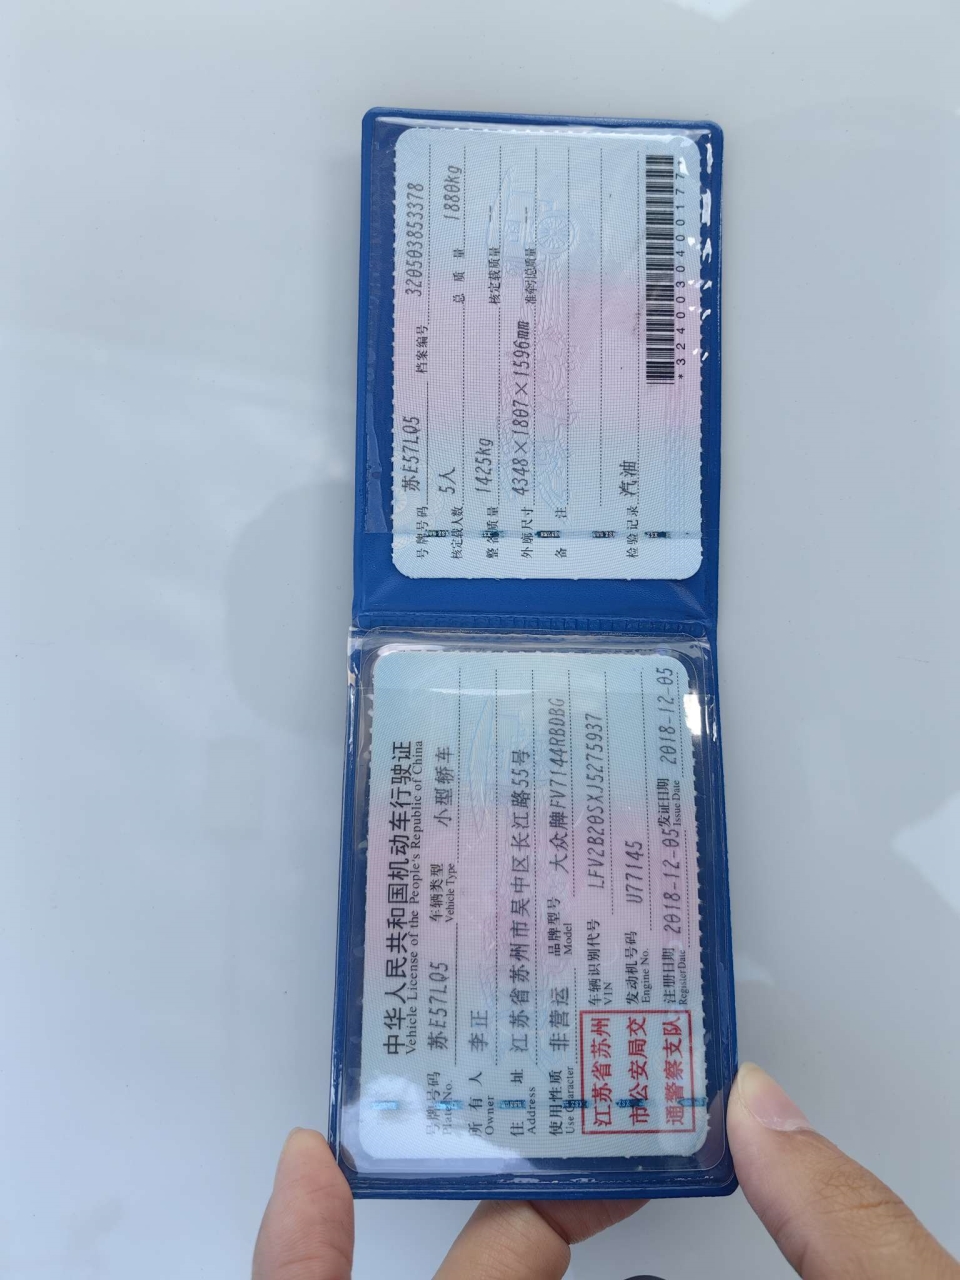 中华人民共和国机动车行驶证
Vehicle License of the People's Republic of China
号牌号码 苏E57LQ5 车辆类型 小型轿车
Plate No. Vehicle Type
所有人 李正
Owner
住址 江苏省苏州市吴中区长江路55号
Address
使用性质 非营运 品牌型号 大众牌FV7144RBDBG
Use Character Model
江苏省苏州
市公安局交
通警察支队
车辆识别代号 LFV2B20SXJ5275937
VIN
发动机号码 U77145
Engine No.
注册日期 2018-12-05 发证日期 2018-12-05
Register Date Issue Date
号牌号码 苏E57LQ5 档案编号 320503853378
核定载人数 5人 总质量 1880kg
整备质量 1425kg 核定载质量 --
外廓尺寸 4348×1807×1596mm 准牵引总质量 --
备注
检验记录 汽油
*3240030400177*